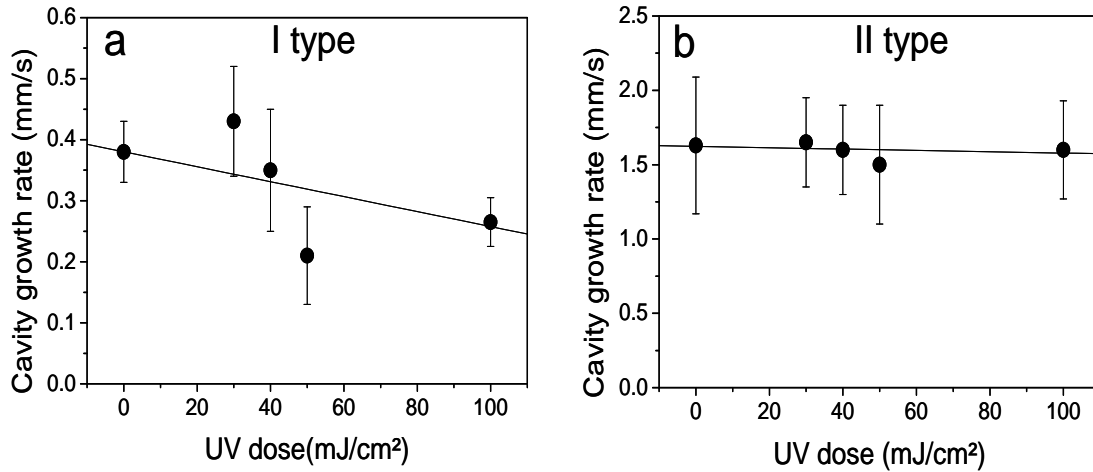 a
I type
Cavity growth rate (mm/s)
0.6
0.5
0.4
0.3
0.2
0.1
0.0
0 20 40 60 80 100
UV dose(mJ/cm²)
b
II type
Cavity growth rate (mm/s)
2.5
2.0
1.5
1.0
0.5
0.0
0 20 40 60 80 100
UV dose (mJ/cm²)